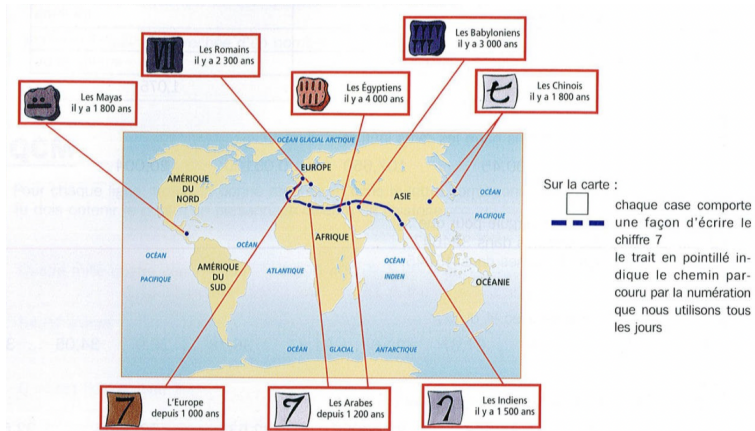 Les Romains
il y a 2 300 ans
Les Babyloniens
il y a 3 000 ans
Les Mayas
il y a 1 800 ans
Les Égyptiens
il y a 4 000 ans
Les Chinois
il y a 1 800 ans
VII
七
OCÉAN GLACIAL ARCTIQUE
EUROPE
AMÉRIQUE
DU
NORD
ASIE
OCÉAN
PACIFIQUE
AFRIQUE
OCÉAN
PACIFIQUE
AMÉRIQUE
DU
SUD
OCÉAN
ATLANTIQUE
OCÉAN
INDIEN
OCÉANIE
OCÉAN GLACIAL ANTARCTIQUE
7
L'Europe
depuis 1 000 ans
7
Les Arabes
depuis 1 200 ans
Les Indiens
il y a 1 500 ans
Sur la carte :
chaque case comporte
une façon d'écrire le
chiffre 7
le trait en pointillé in-
dique le chemin par-
couru par la numération
que nous utilisons tous
les jours